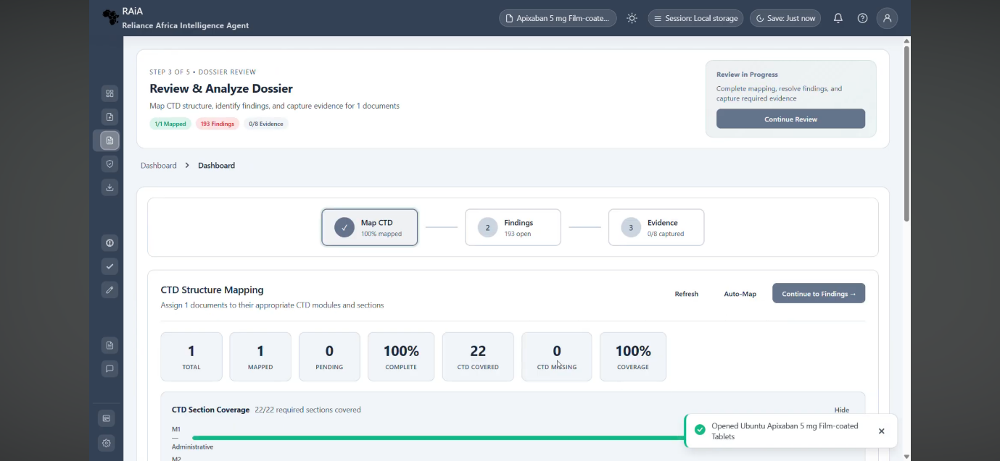 RAiA
Reliance Africa Intelligence Agent
Apixaban 5 mg Film-coate...
Session: Local storage
Save: Just now
STEP 3 OF 5 • DOSSIER REVIEW
Review & Analyze Dossier
Map CTD structure, identify findings, and capture evidence for 1 documents
1/1 Mapped
193 Findings
0/8 Evidence
Review in Progress
Complete mapping, resolve findings, and
capture required evidence
Continue Review
Dashboard > Dashboard
✓
Map CTD
100% mapped
2
Findings
193 open
3
Evidence
0/8 captured
CTD Structure Mapping
Assign 1 documents to their appropriate CTD modules and sections
Refresh
Auto-Map
Continue to Findings →
1
TOTAL
1
MAPPED
0
PENDING
100%
COMPLETE
22
CTD COVERED
0
CTD MISSING
100%
COVERAGE
CTD Section Coverage 22/22 required sections covered
Hide
M1
—
Administrative
M2
Opened Ubuntu Apixaban 5 mg Film-coated
Tablets